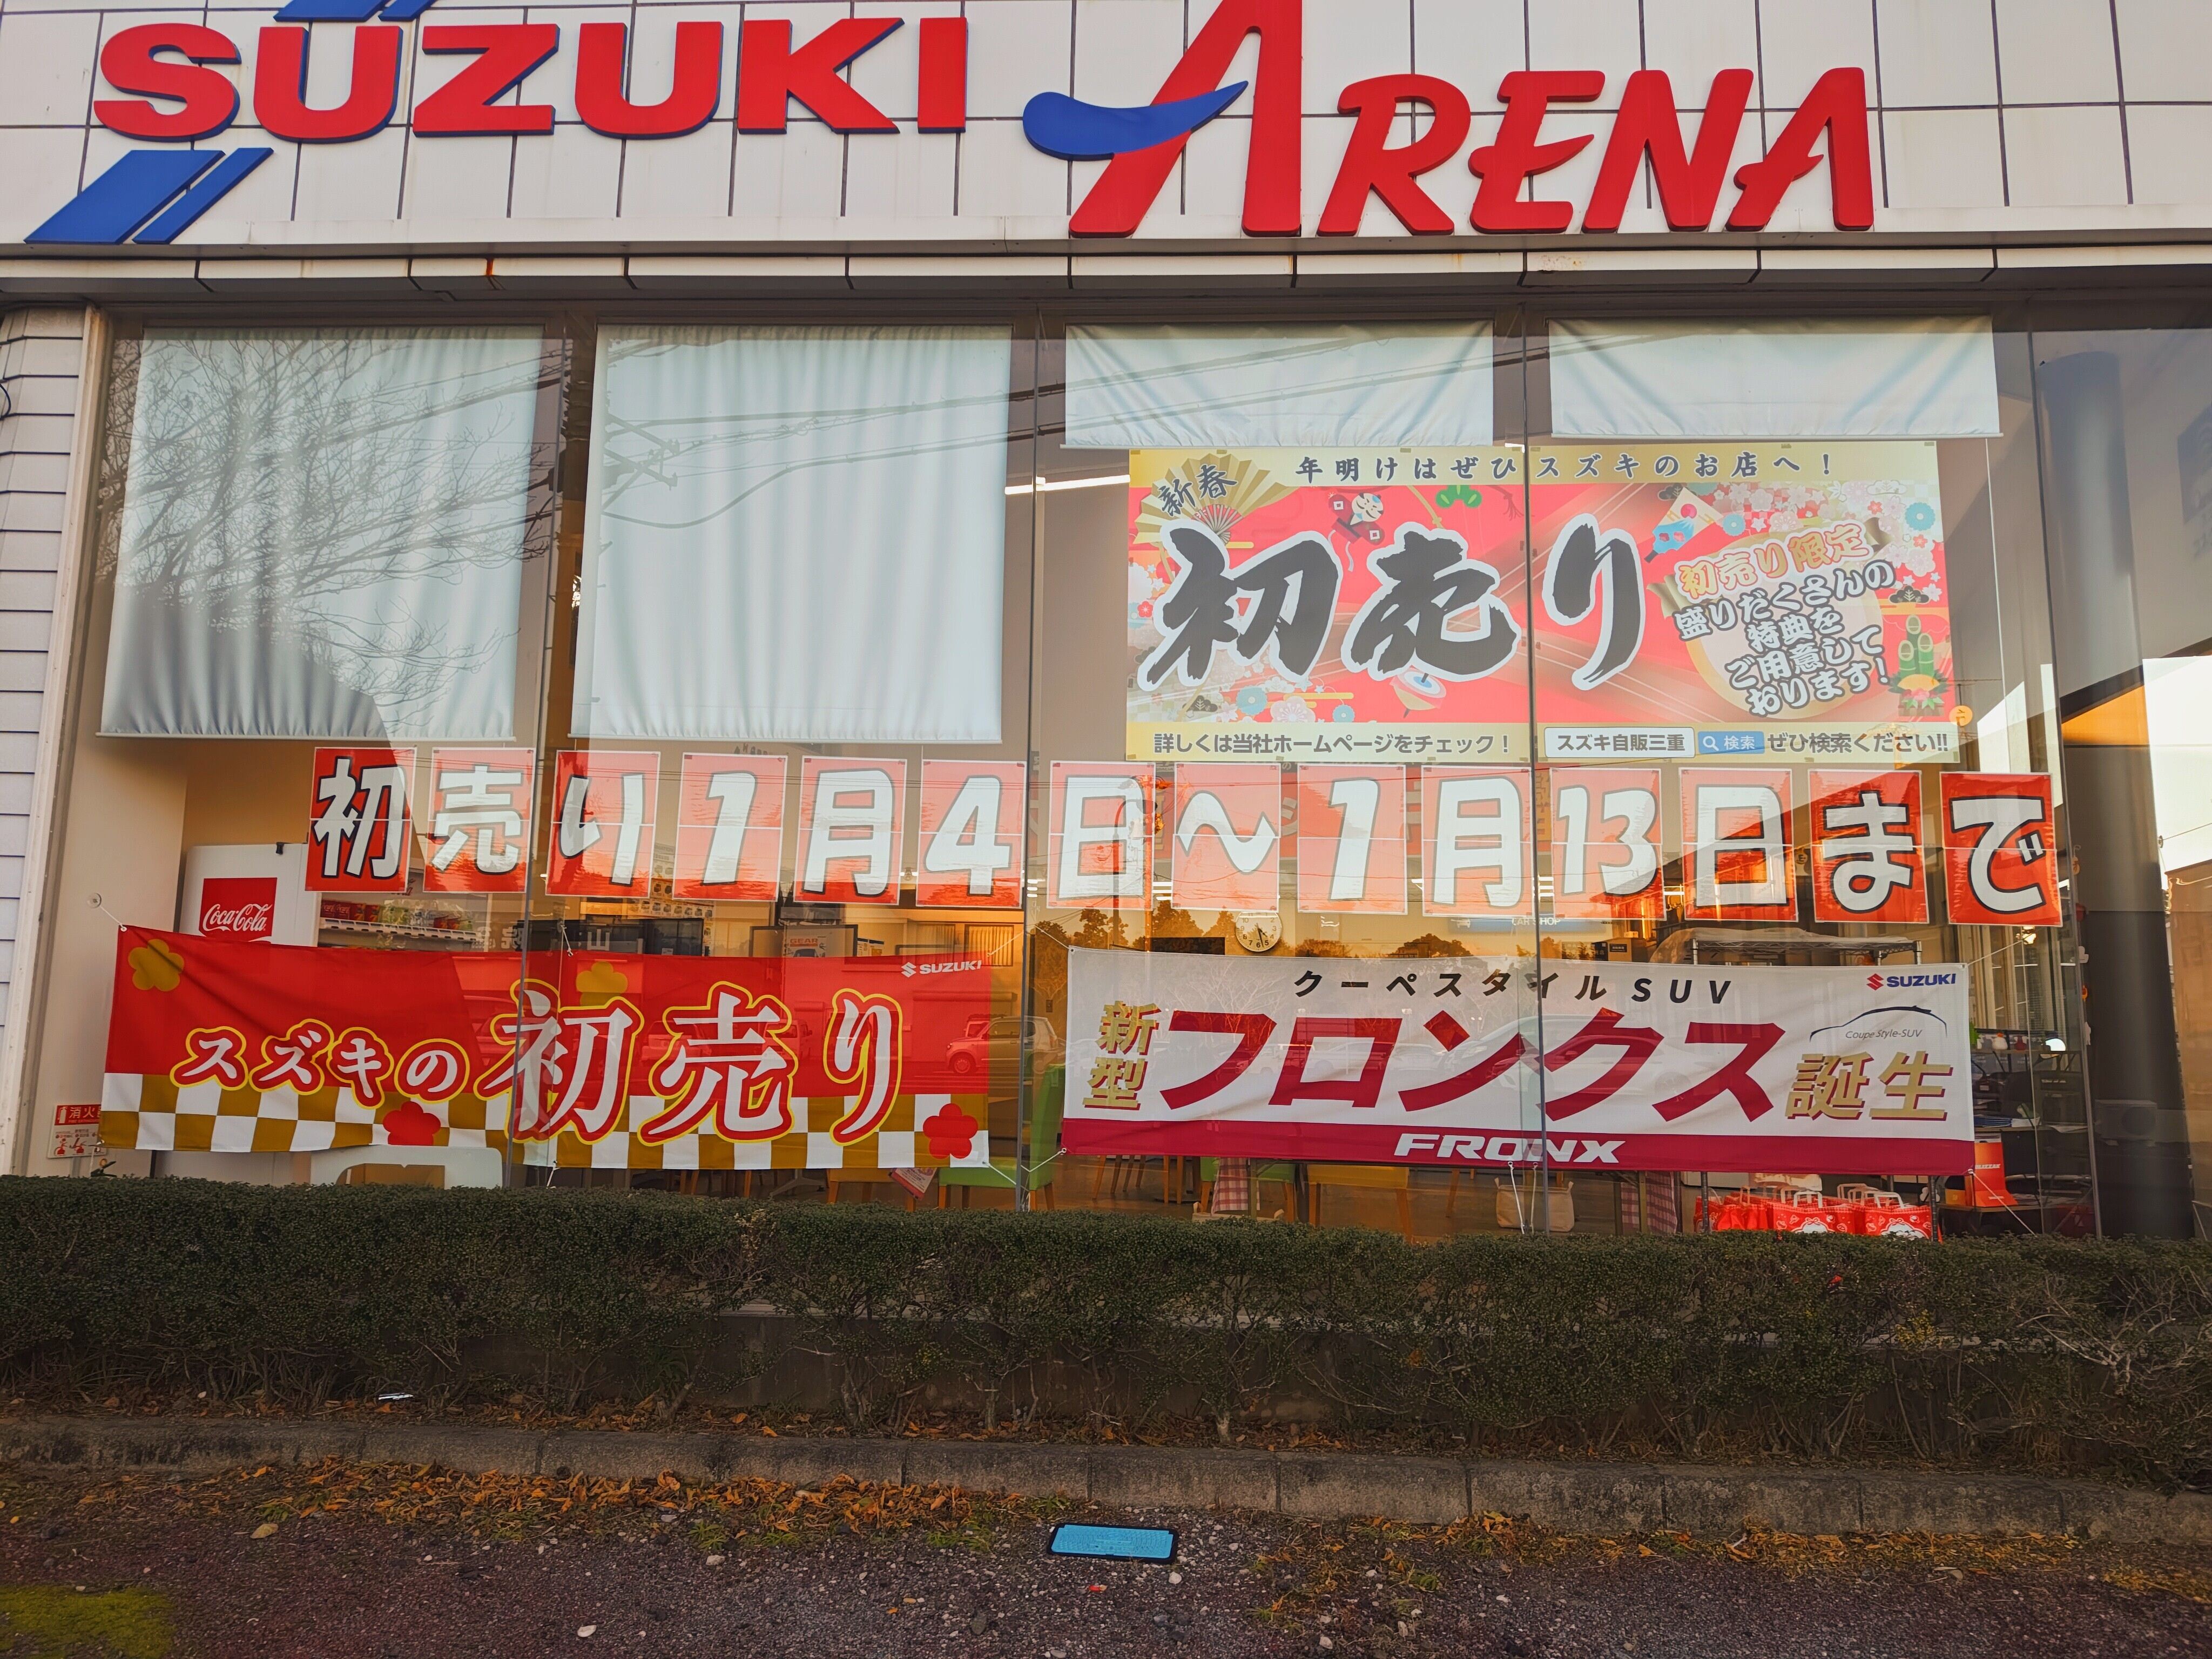 SUZUKI ARENA
新春
年明けはぜひスズキのお店へ！
初売り
初売り限定
盛りだくさんの
特典を
ご用意して
おります！
詳しくは当社ホームページをチェック！
スズキ自販三重 検索 ぜひ検索ください!!
初売り1月4日〜1月13日まで
Coca-Cola
SUZUKI
スズキの初売り
クーペスタイルSUV
SUZUKI
新型
フロンクス
Coupe Style-SUV
誕生
FRONX
消火
BLIZZAK